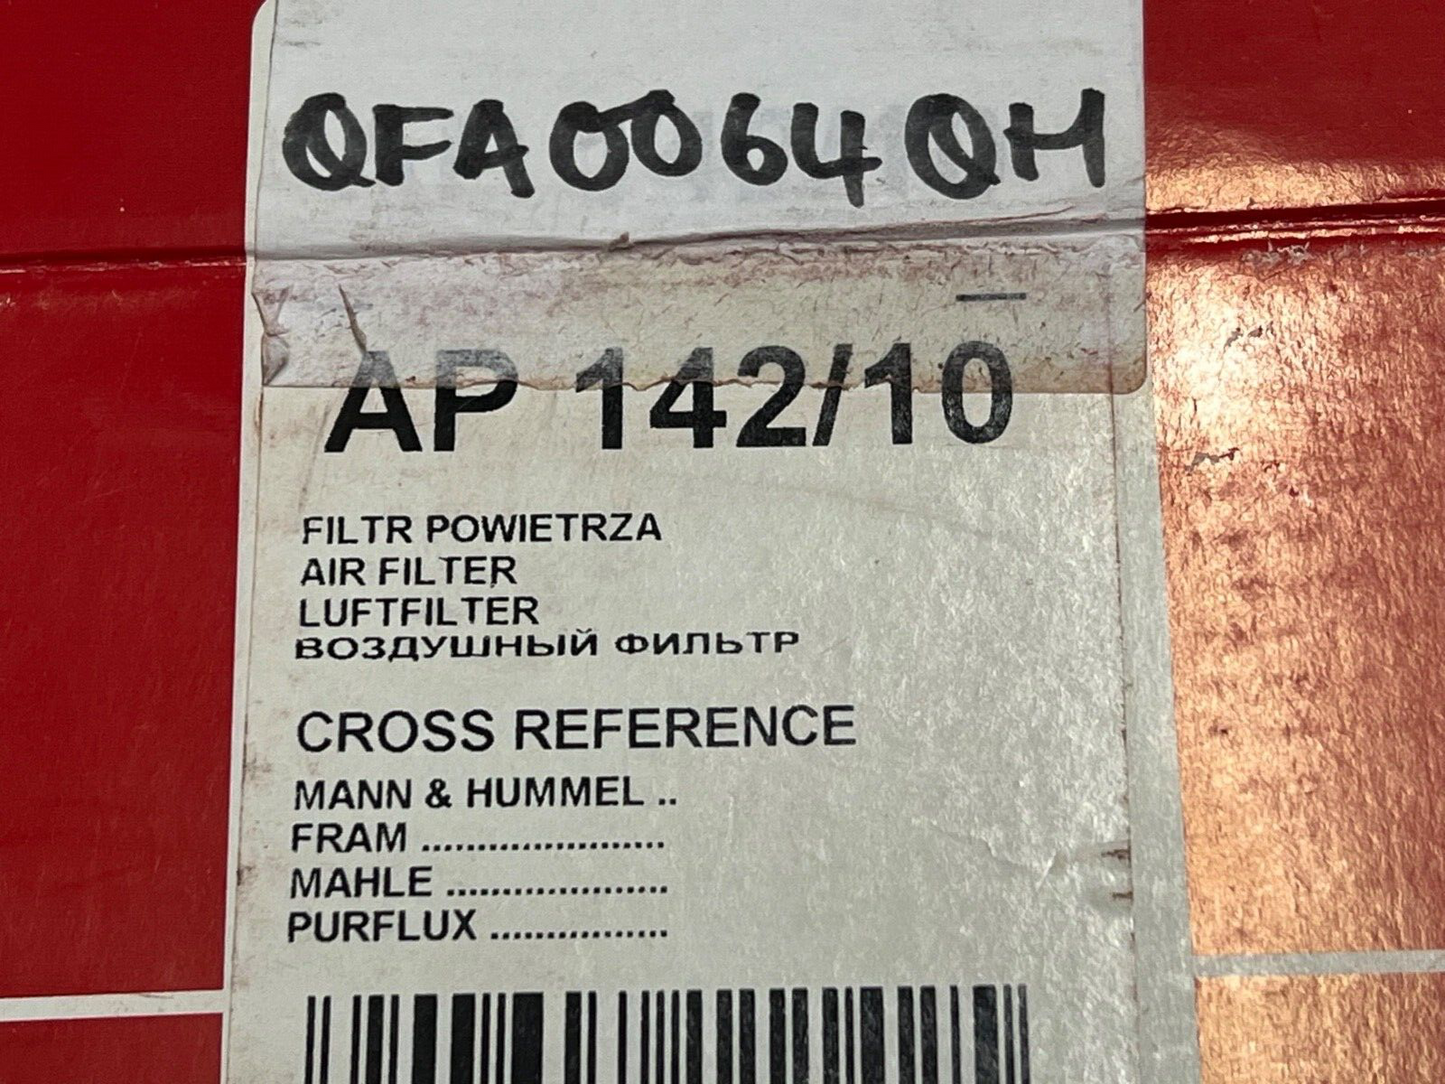 QFA0064QH
AP 142/10
FILTR POWIETRZA
AIR FILTER
LUFTFILTER
ВОЗДУШНЫЙ ФИЛЬТР
CROSS REFERENCE
MANN & HUMMEL ..
FRAM ......................
MAHLE ....................
PURFLUX ................